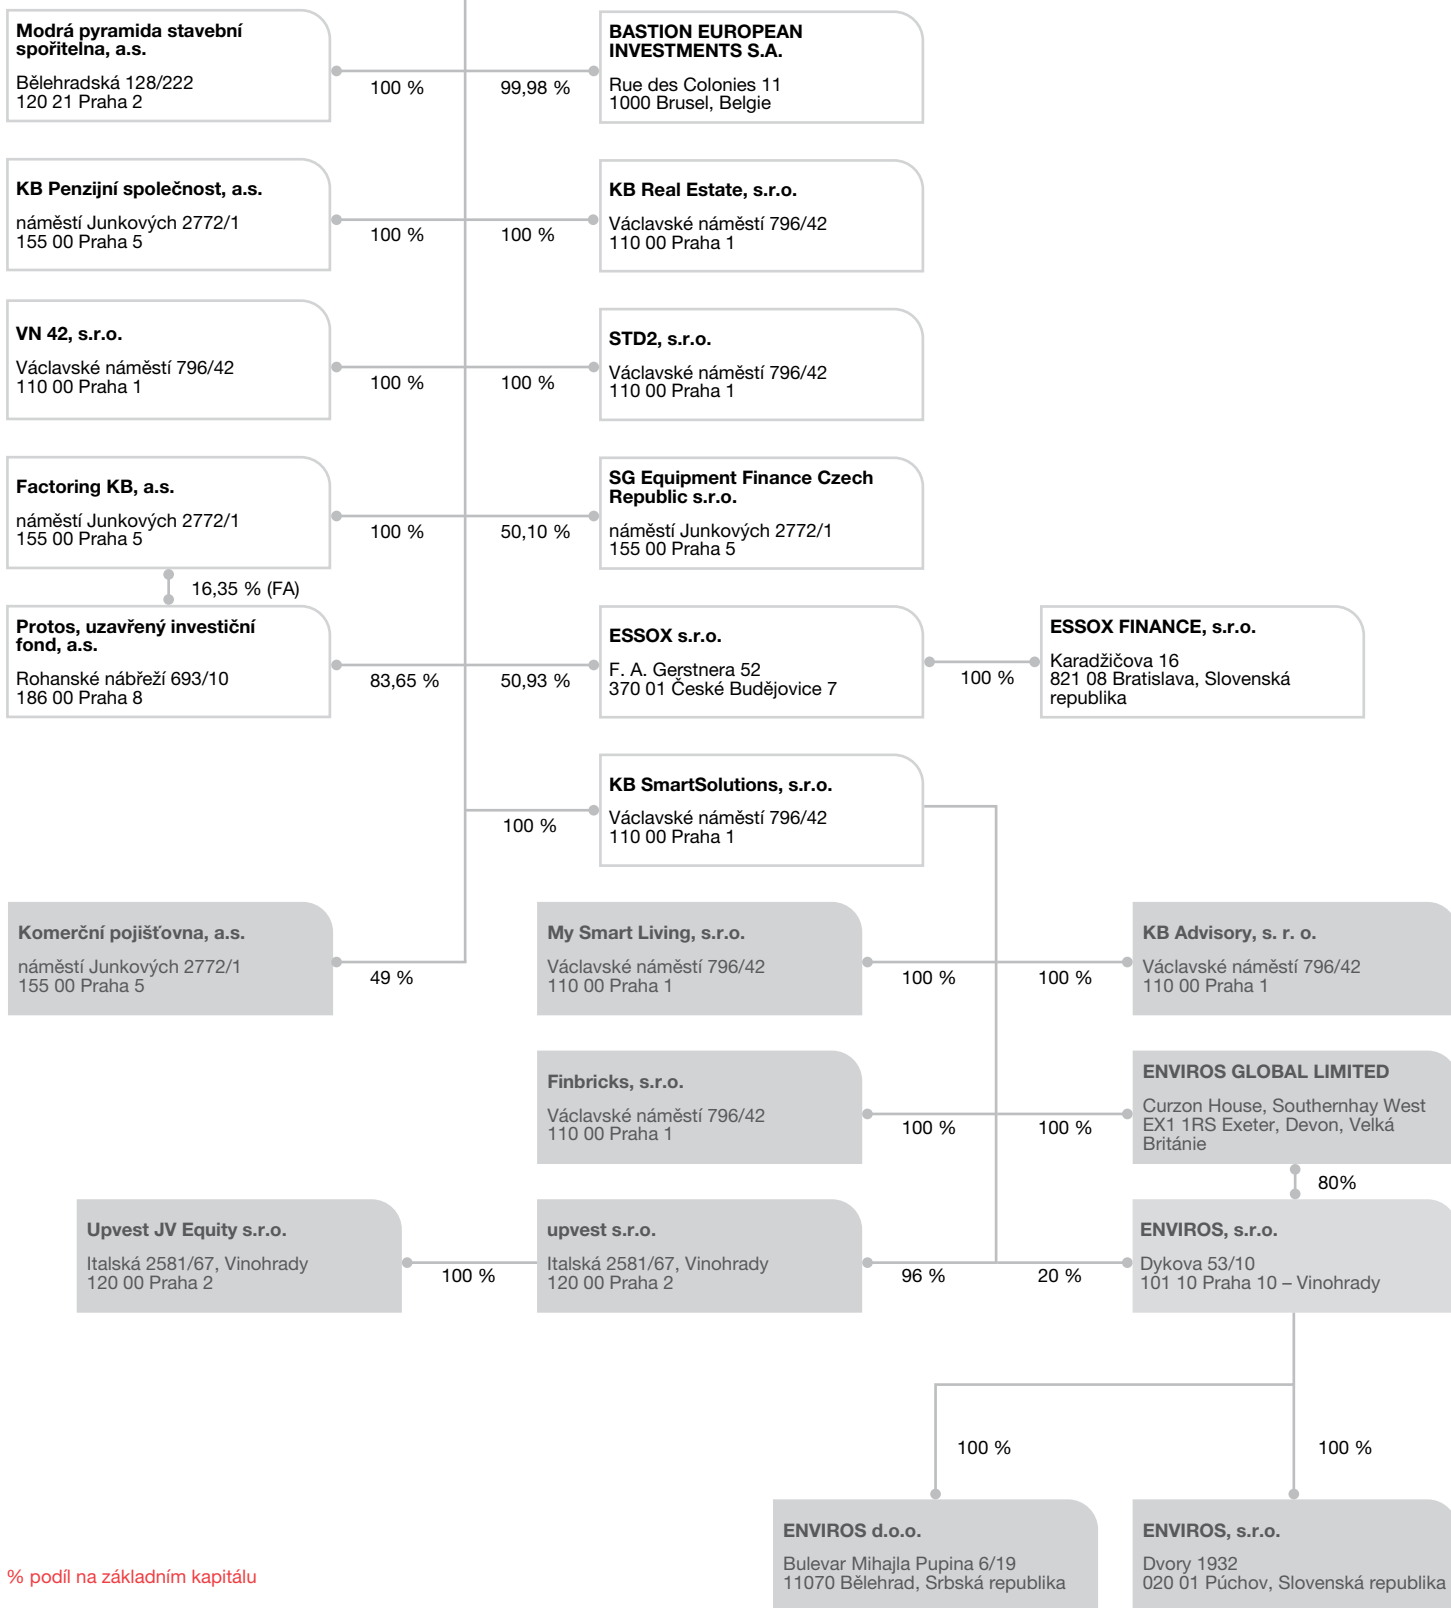 Modrá pyramida stavební
spořitelna, a.s.
Bělehradská 128/222
120 21 Praha 2
100 %
99,98 %
BASTION EUROPEAN
INVESTMENTS S.A.
Rue des Colonies 11
1000 Brusel, Belgie
KB Penzijní společnost, a.s.
náměstí Junkových 2772/1
155 00 Praha 5
100 %
100 %
KB Real Estate, s.r.o.
Václavské náměstí 796/42
110 00 Praha 1
VN 42, s.r.o.
Václavské náměstí 796/42
110 00 Praha 1
100 %
100 %
STD2, s.r.o.
Václavské náměstí 796/42
110 00 Praha 1
Factoring KB, a.s.
náměstí Junkových 2772/1
155 00 Praha 5
100 %
50,10 %
SG Equipment Finance Czech
Republic s.r.o.
náměstí Junkových 2772/1
155 00 Praha 5
16,35 % (FA)
Protos, uzavřený investiční
fond, a.s.
Rohanské nábřeží 693/10
186 00 Praha 8
83,65 %
50,93 %
ESSOX s.r.o.
F. A. Gerstnera 52
370 01 České Budějovice 7
100 %
ESSOX FINANCE, s.r.o.
Karadžičova 16
821 08 Bratislava, Slovenská
republika
100 %
KB SmartSolutions, s.r.o.
Václavské náměstí 796/42
110 00 Praha 1
Komerční pojišťovna, a.s.
náměstí Junkových 2772/1
155 00 Praha 5
49 %
My Smart Living, s.r.o.
Václavské náměstí 796/42
110 00 Praha 1
100 %
100 %
KB Advisory, s. r. o.
Václavské náměstí 796/42
110 00 Praha 1
Finbricks, s.r.o.
Václavské náměstí 796/42
110 00 Praha 1
100 %
100 %
ENVIROS GLOBAL LIMITED
Curzon House, Southernhay West
EX1 1RS Exeter, Devon, Velká
Británie
80%
Upvest JV Equity s.r.o.
Italská 2581/67, Vinohrady
120 00 Praha 2
100 %
upvest s.r.o.
Italská 2581/67, Vinohrady
120 00 Praha 2
96 %
20 %
ENVIROS, s.r.o.
Dykova 53/10
101 10 Praha 10 – Vinohrady
100 %
100 %
ENVIROS d.o.o.
Bulevar Mihajla Pupina 6/19
11070 Bělehrad, Srbská republika
ENVIROS, s.r.o.
Dvory 1932
020 01 Púchov, Slovenská republika
% podíl na základním kapitálu